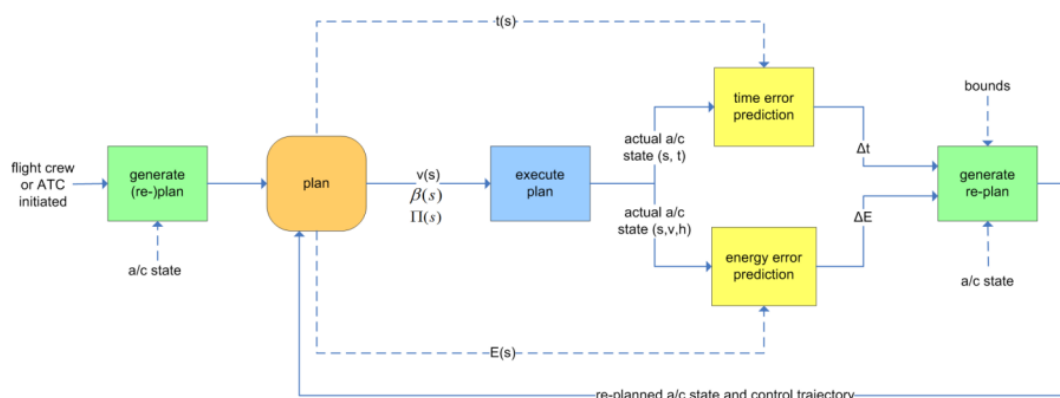 t(s)
flight crew
or ATC
initiated
generate
(re-)plan
a/c state
plan
v(s)
β(s)
Π(s)
execute
plan
actual a/c
state (s, t)
actual a/c
state (s,v,h)
time error
prediction
energy error
prediction
Δt
ΔE
bounds
generate
re-plan
a/c state
E(s)
re-planned a/c state and control trajectory